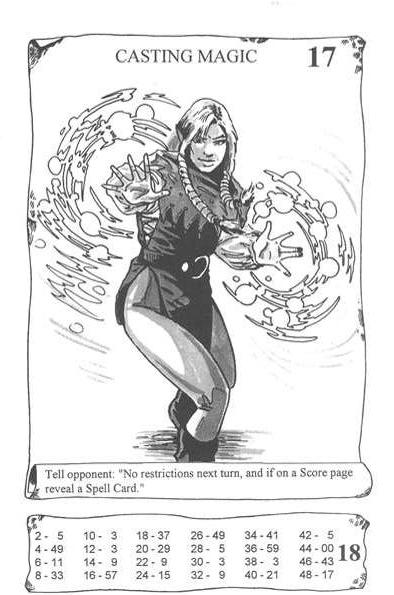 CASTING MAGIC 17
Tell opponent: "No restrictions next turn, and if on a Score page
reveal a Spell Card."
2 - 5 10 - 3 18 - 37 26 - 49 34 - 41 42 - 5
4 - 49 12 - 3 20 - 29 28 - 5 36 - 59 44 - 00
6 - 11 14 - 9 22 - 9 30 - 3 38 - 3 46 - 43
8 - 33 16 - 57 24 - 15 32 - 9 40 - 21 48 - 17
18